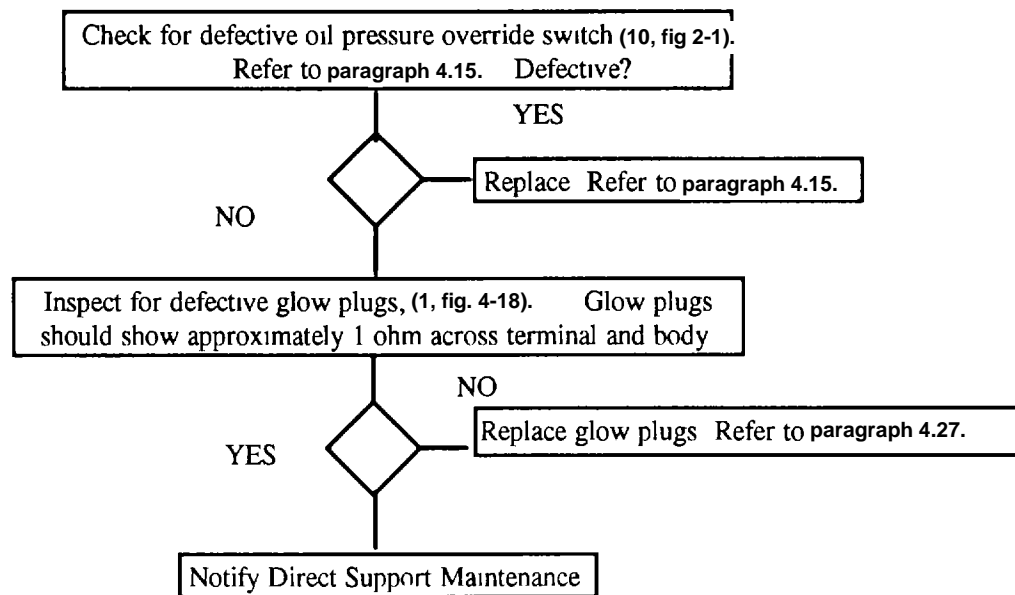 Check for defective oil pressure override switch (10, fig 2-1).
Refer to paragraph 4.15. Defective?
YES
Replace Refer to paragraph 4.15.
NO
Inspect for defective glow plugs, (1, fig. 4-18). Glow plugs
should show approximately 1 ohm across terminal and body
NO
Replace glow plugs Refer to paragraph 4.27.
YES
Notify Direct Support Maintenance